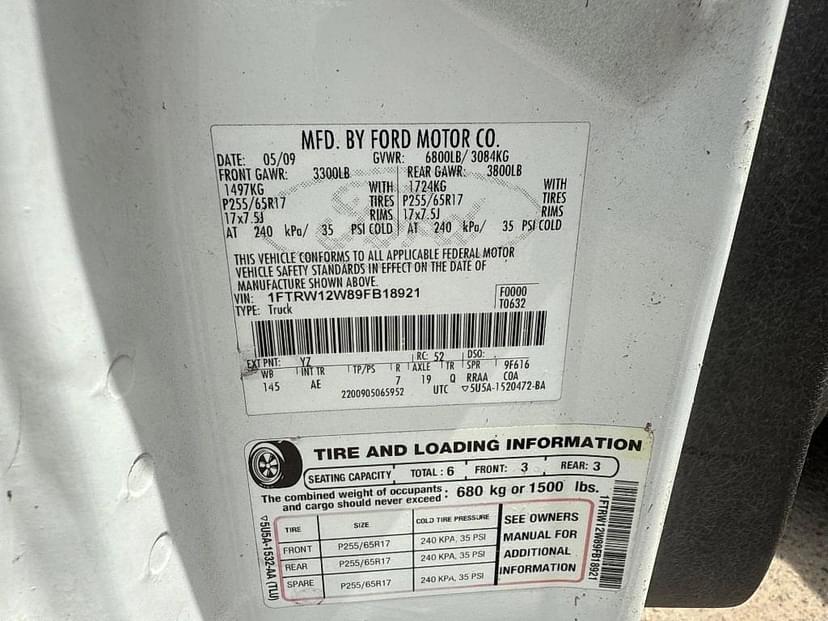 MFD. BY FORD MOTOR CO.
DATE: 05/09 GVWR: 6800LB/ 3084KG
FRONT GAWR: 3300LB REAR GAWR: 3800LB
1497KG WITH 1724KG WITH
P255/65R17 TIRES P255/65R17 TIRES
17x7.5J RIMS 17x7.5J RIMS
AT 240 kPa/ 35 PSI COLD AT 240 kPa/ 35 PSI COLD
Ford
THIS VEHICLE CONFORMS TO ALL APPLICABLE FEDERAL MOTOR
VEHICLE SAFETY STANDARDS IN EFFECT ON THE DATE OF
MANUFACTURE SHOWN ABOVE.
VIN: 1FTRW12W89FB18921 F0000
TYPE: Truck T0632
EXT PNT: YZ RC: 52 DSO:
WB INT TR TP/PS R AXLE TR SPR 9F616
145 AE 7 19 Q RRAA COA
2200905065952 UTC ▽5U5A-1520472-BA
TIRE AND LOADING INFORMATION
SEATING CAPACITY TOTAL : 6 FRONT: 3 REAR: 3
The combined weight of occupants and cargo should never exceed : 680 kg or 1500 lbs.
TIRE SIZE COLD TIRE PRESSURE
FRONT P255/65R17 240 KPA, 35 PSI
REAR P255/65R17 240 KPA, 35 PSI
SPARE P255/65R17 240 KPA, 35 PSI
SEE OWNERS
MANUAL FOR
ADDITIONAL
INFORMATION
▽5U5A-1532-AA (TLU)
1FTRW12W89FB18921